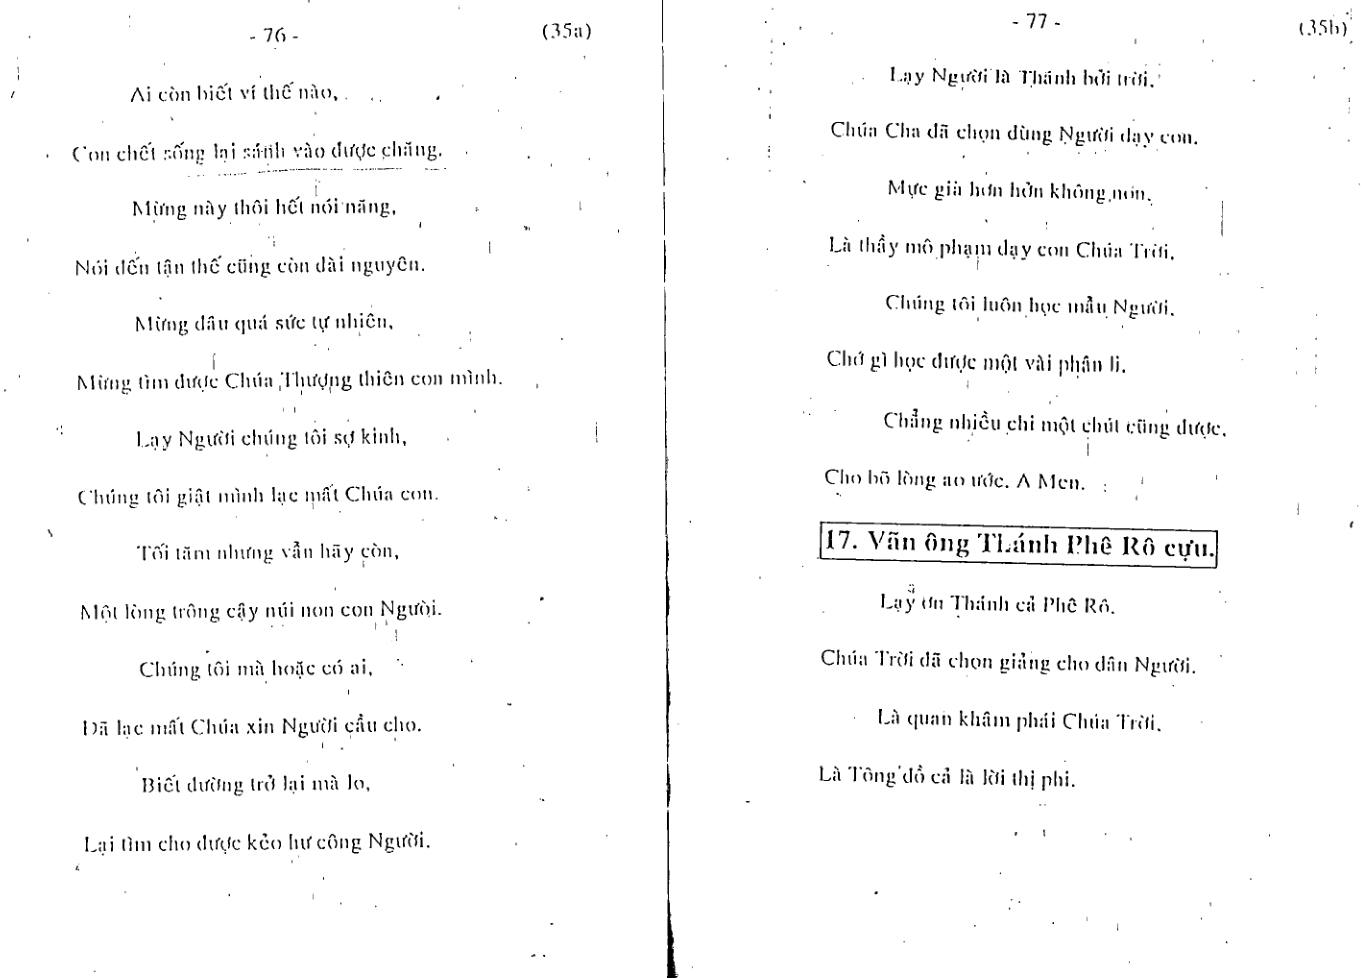 - 76 -
(35a)
Ai còn biết ví thế nào,
Con chết sống lại sánh vào được chăng.
Mừng này thôi hết nói năng,
Nói đến tận thế cũng còn dài nguyên.
Mừng dâu quá sức tự nhiên,
Mừng tìm được Chúa Thượng thiên con mình.
Lạy Người chúng tôi sợ kinh,
Chúng tôi giật mình lạc mất Chúa con.
Tối tăm nhưng vẫn hãy còn,
Một lòng trông cậy núi non con Người.
Chúng tôi mà hoặc có ai,
Đã lạc mất Chúa xin Người cầu cho.
Biết đường trở lại mà lo,
Lại tìm cho được kẻo hư công Người.
- 77 -
(35b)
Lạy Người là Thánh bởi trời,
Chúa Cha đã chọn dùng Người dạy con.
Mực già hơn hởn không non,
Là thầy mô phạm dạy con Chúa Trời,
Chúng tôi luôn học mẫu Người,
Chớ gì học được một vài phân li.
Chẳng nhiều chi một chút cũng được,
Cho bõ lòng ao ước. A Men.
17. Vãn ông Thánh Phê Rô cựu.
Lạy ơn Thánh cả Phê Rô.
Chúa Trời đã chọn giảng cho dân Người.
Là quan khâm phái Chúa Trời,
Là Tông đồ cả là lời thị phi.